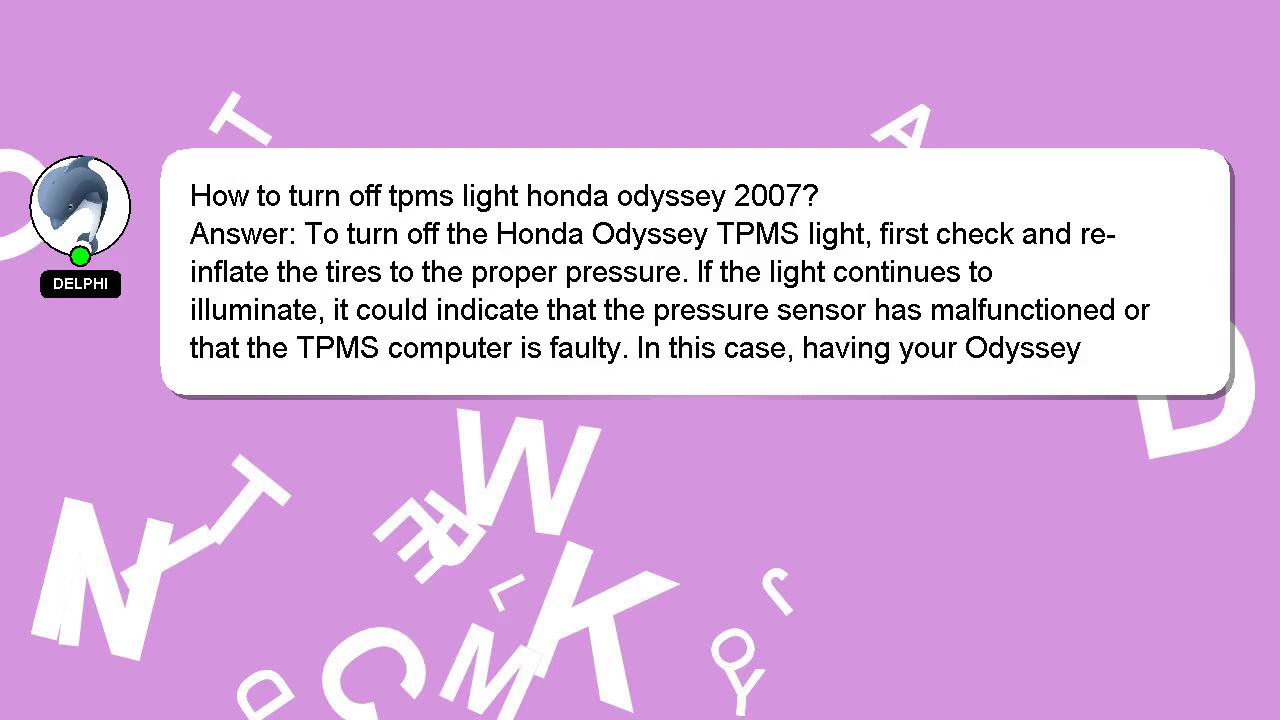 T
A
How to turn off tpms light honda odyssey 2007?
Answer: To turn off the Honda Odyssey TPMS light, first check and re-
inflate the tires to the proper pressure. If the light continues to
illuminate, it could indicate that the pressure sensor has malfunctioned or
that the TPMS computer is faulty. In this case, having your Odyssey
DELPHI
D
W
T
N
Y
E
R
L
K
J
C
M
O
Y
D